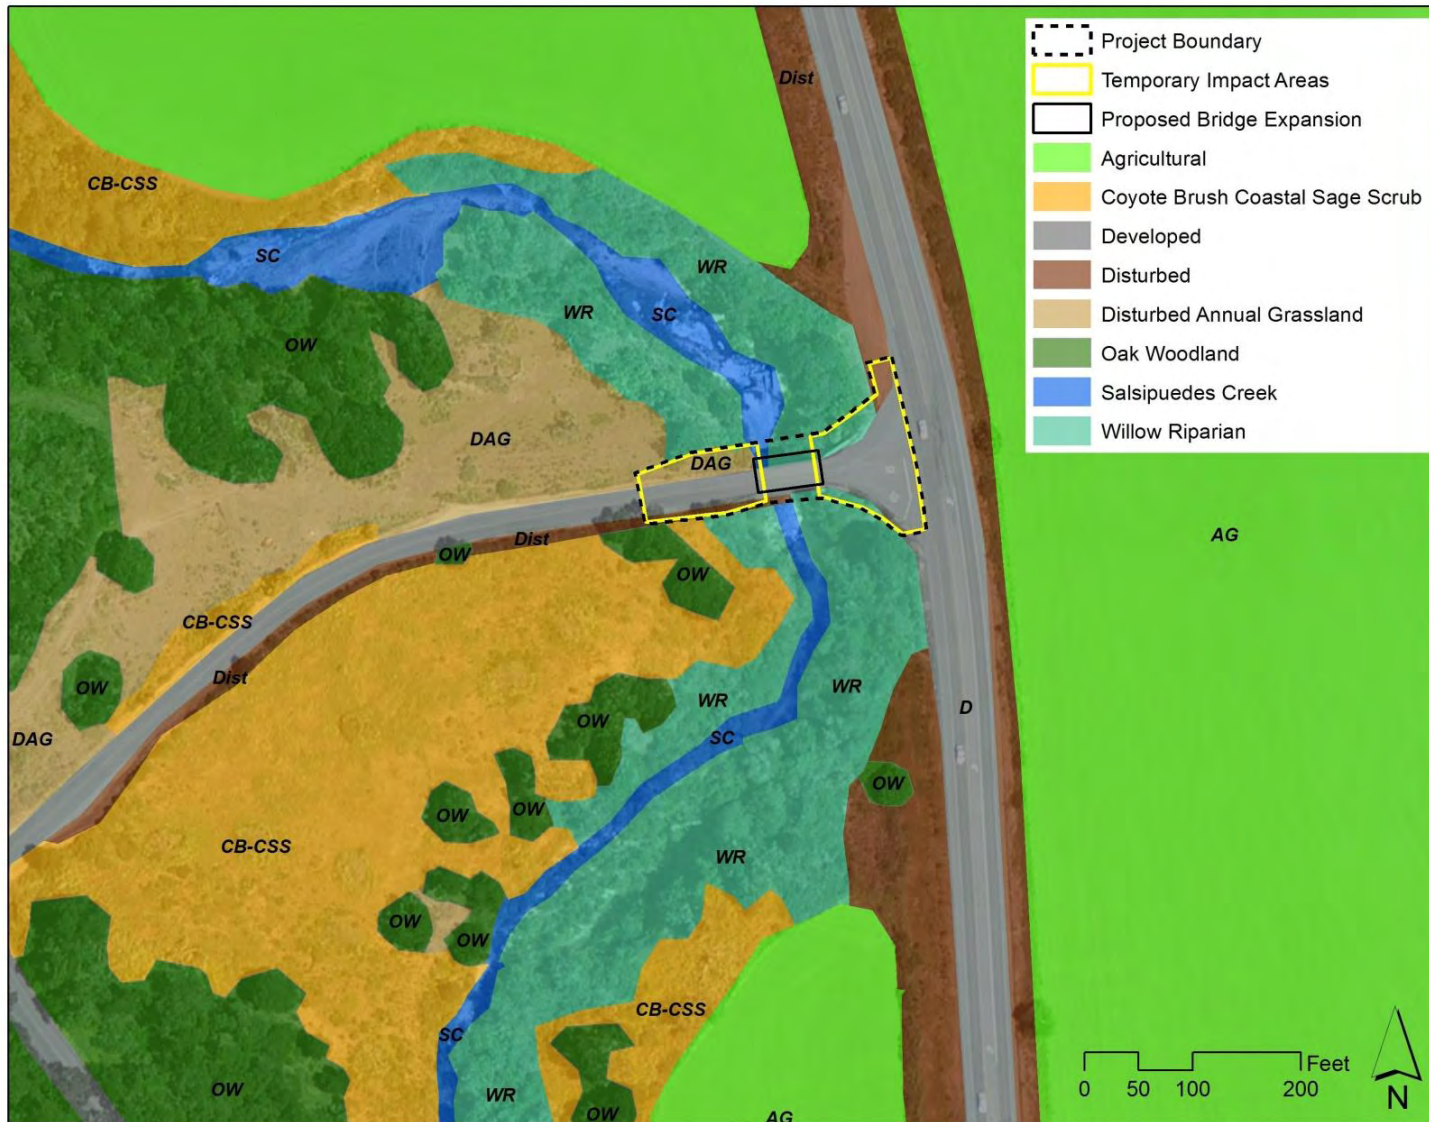 Project Boundary
Temporary Impact Areas
Proposed Bridge Expansion
Agricultural
Coyote Brush Coastal Sage Scrub
Developed
Disturbed
Disturbed Annual Grassland
Oak Woodland
Salsipuedes Creek
Willow Riparian
Dist
CB-CSS
SC
WR
WR
SC
OW
DAG
DAG
AG
Dist
OW
OW
CB-CSS
Dist
OW
WR
WR
DAG
OW
SC
D
OW
OW
OW
CB-CSS
WR
OW
OW
CB-CSS
SC
OW
WR
OW
AG
Feet
0 50 100 200
N